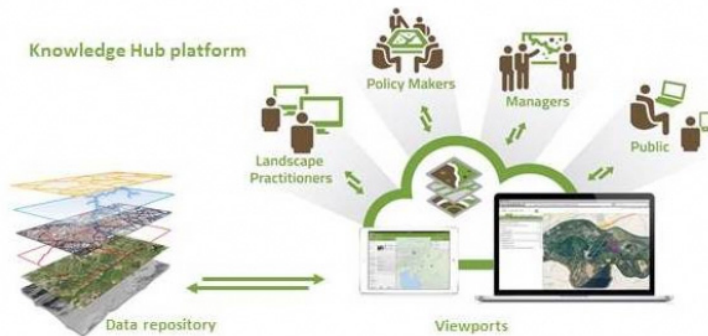 Knowledge Hub platform
Policy Makers
Managers
Landscape
Practitioners
Public
Data repository
Viewports